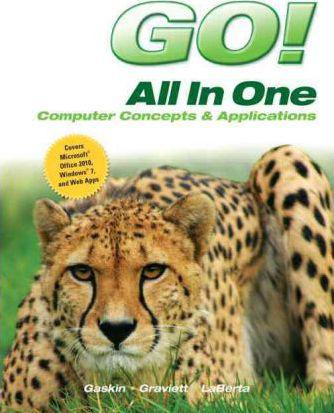 GO!
All In One
Computer Concepts & Applications
Covers
Microsoft®
Office 2010,
Windows® 7,
and Web Apps
Gaskin · Graviett · LaBerta